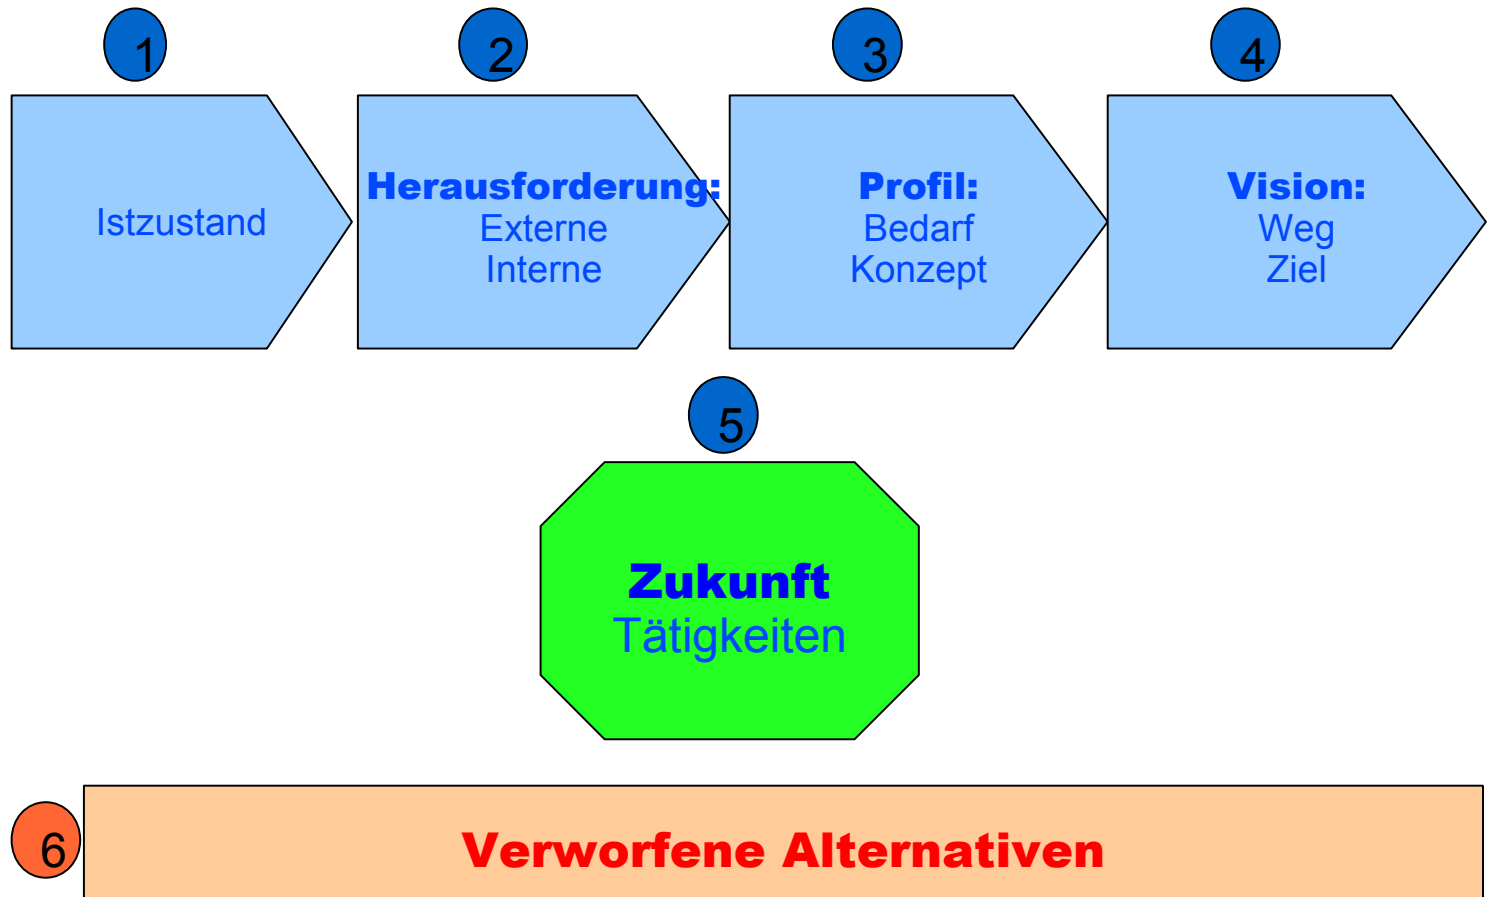 1
2
3
4
Istzustand
Herausforderung:
Externe
Interne
Profil:
Bedarf
Konzept
Vision:
Weg
Ziel
5
Zukunft
Tätigkeiten
6
Verworfene Alternativen